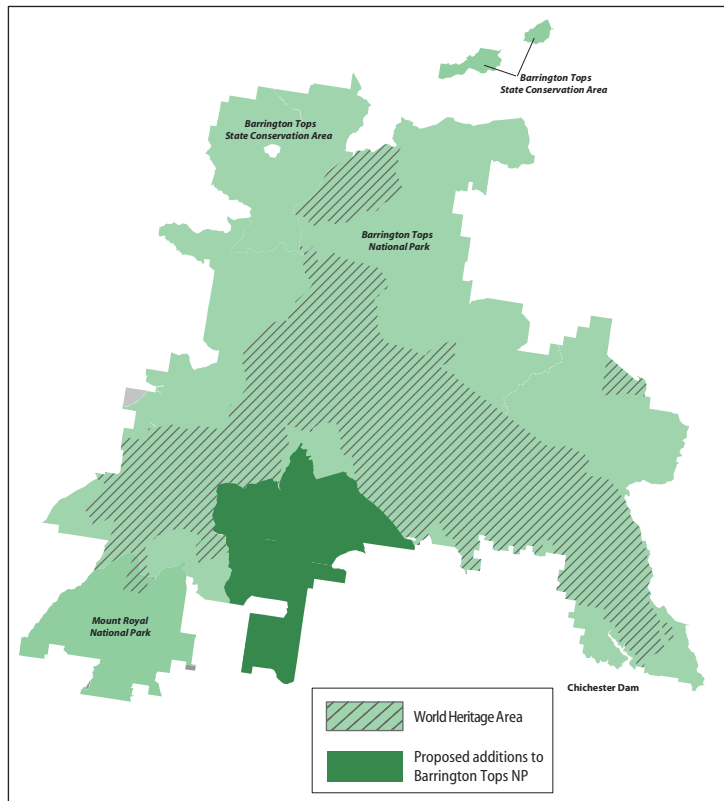 Barrington Tops
State Conservation Area
Barrington Tops
State Conservation Area
Barrington Tops
National Park
Mount Royal
National Park
Chichester Dam
World Heritage Area
Proposed additions to
Barrington Tops NP